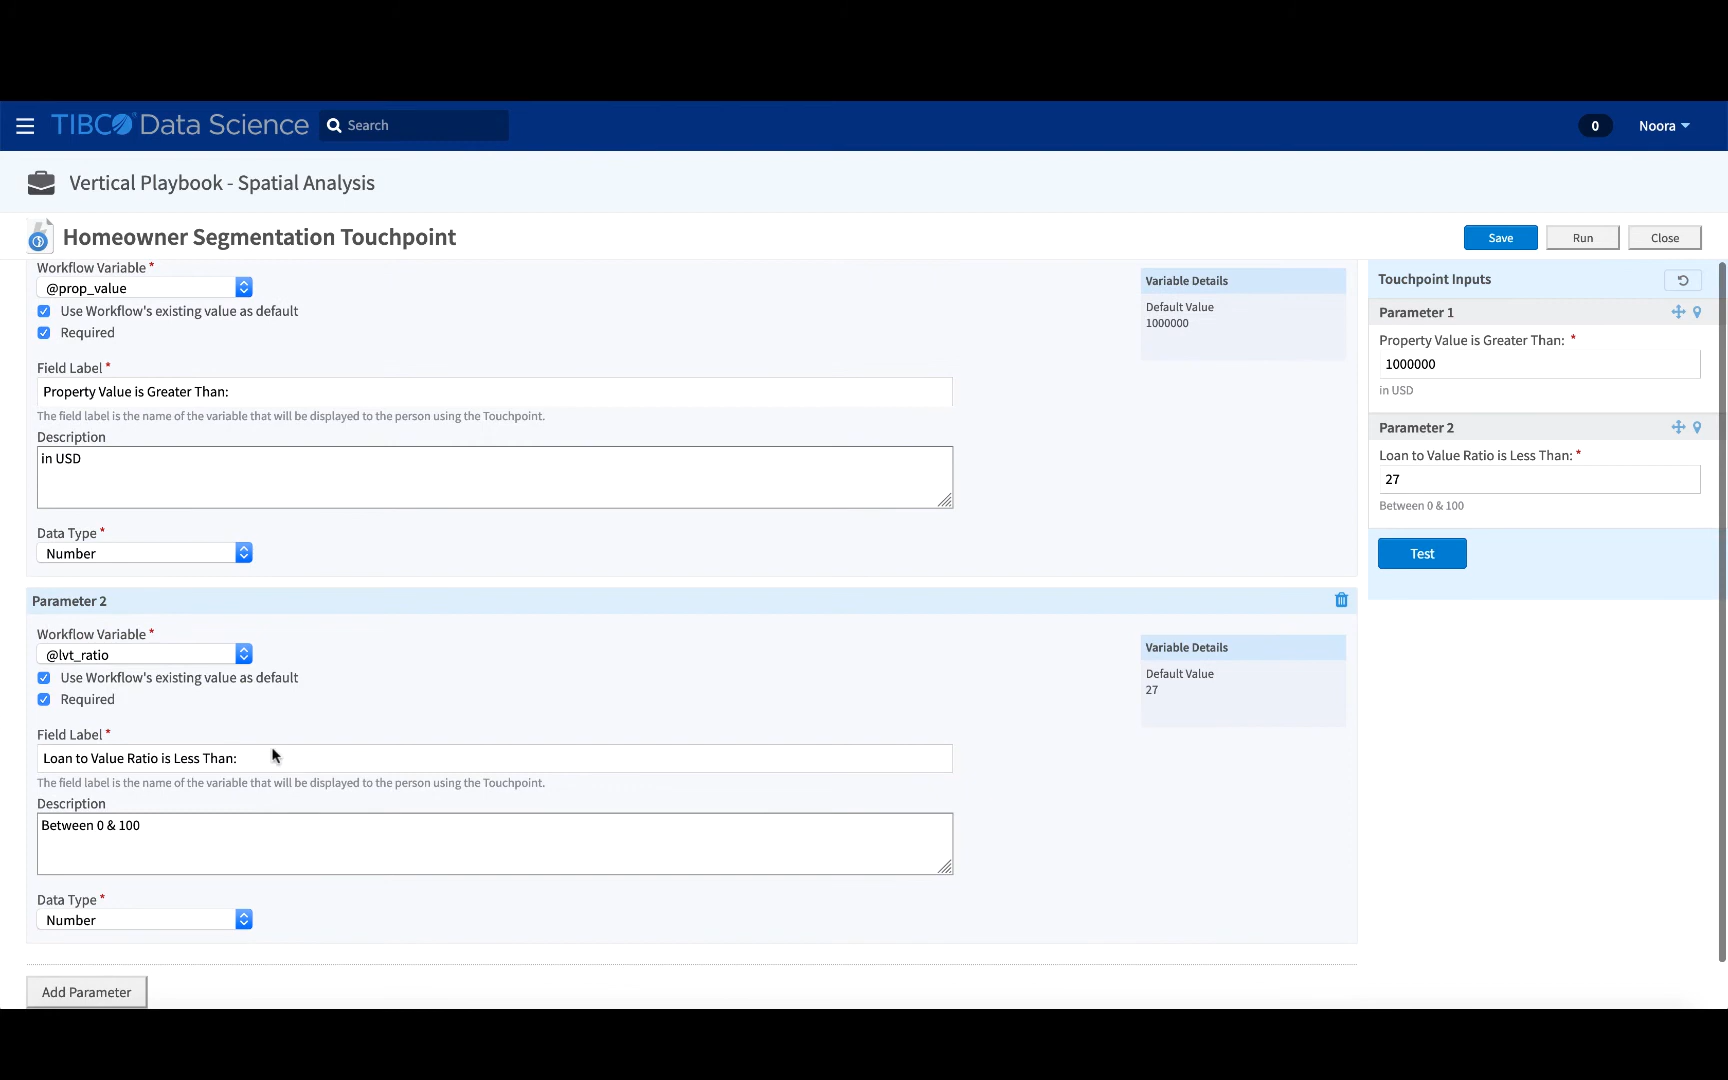 TIBCO Data Science
Search
0
Noora
Vertical Playbook - Spatial Analysis
Homeowner Segmentation Touchpoint
Save
Run
Close
Workflow Variable *
@prop_value
Use Workflow's existing value as default
Required
Field Label *
Property Value is Greater Than:
The field label is the name of the variable that will be displayed to the person using the Touchpoint.
Description
in USD
Data Type *
Number
Variable Details
Default Value
1000000
Parameter 2
Workflow Variable *
@lvt_ratio
Use Workflow's existing value as default
Required
Field Label *
Loan to Value Ratio is Less Than:
The field label is the name of the variable that will be displayed to the person using the Touchpoint.
Description
Between 0 & 100
Data Type *
Number
Variable Details
Default Value
27
Add Parameter
Touchpoint Inputs
Parameter 1
Property Value is Greater Than: *
1000000
in USD
Parameter 2
Loan to Value Ratio is Less Than: *
27
Between 0 & 100
Test